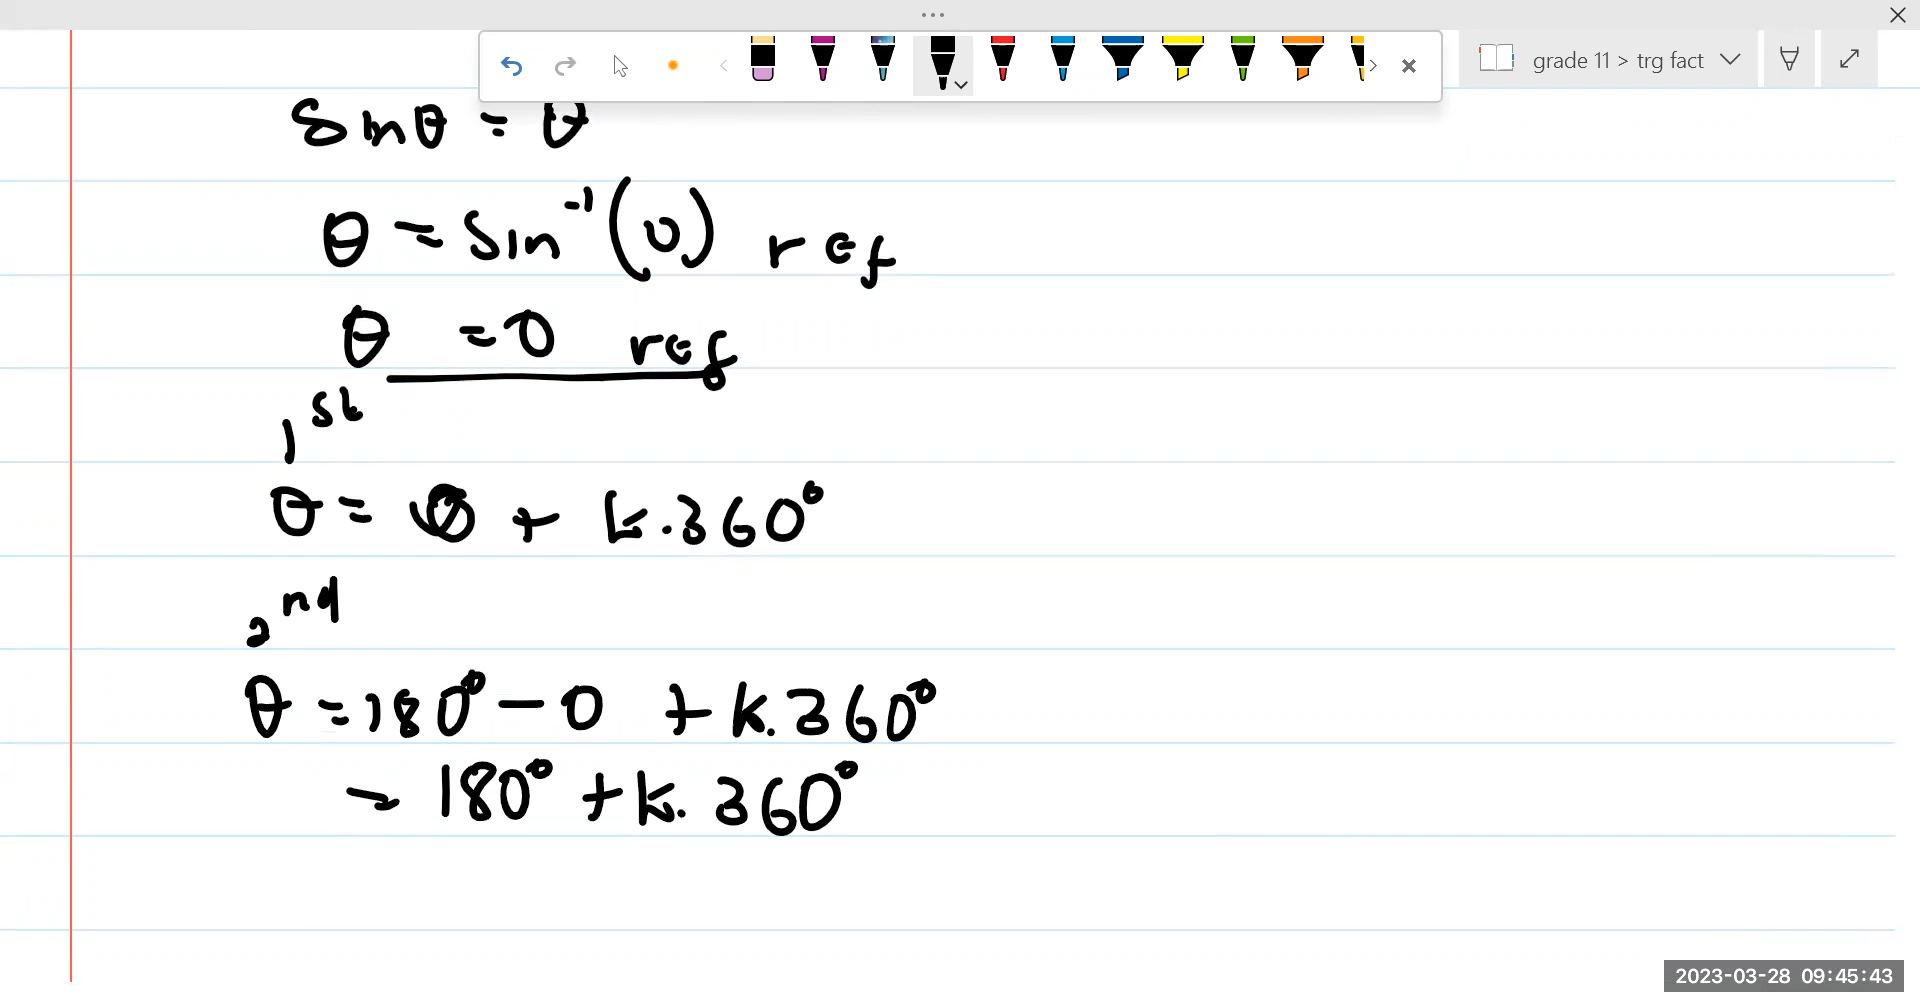 grade 11 > trg fact
Sinθ = 0
θ = Sin⁻¹(0) ref
θ = 0 ref
1st
θ = 0 + k.360°
2nd
θ = 180° - 0 + k.360°
= 180° + k.360°
2023-03-28 09:45:43